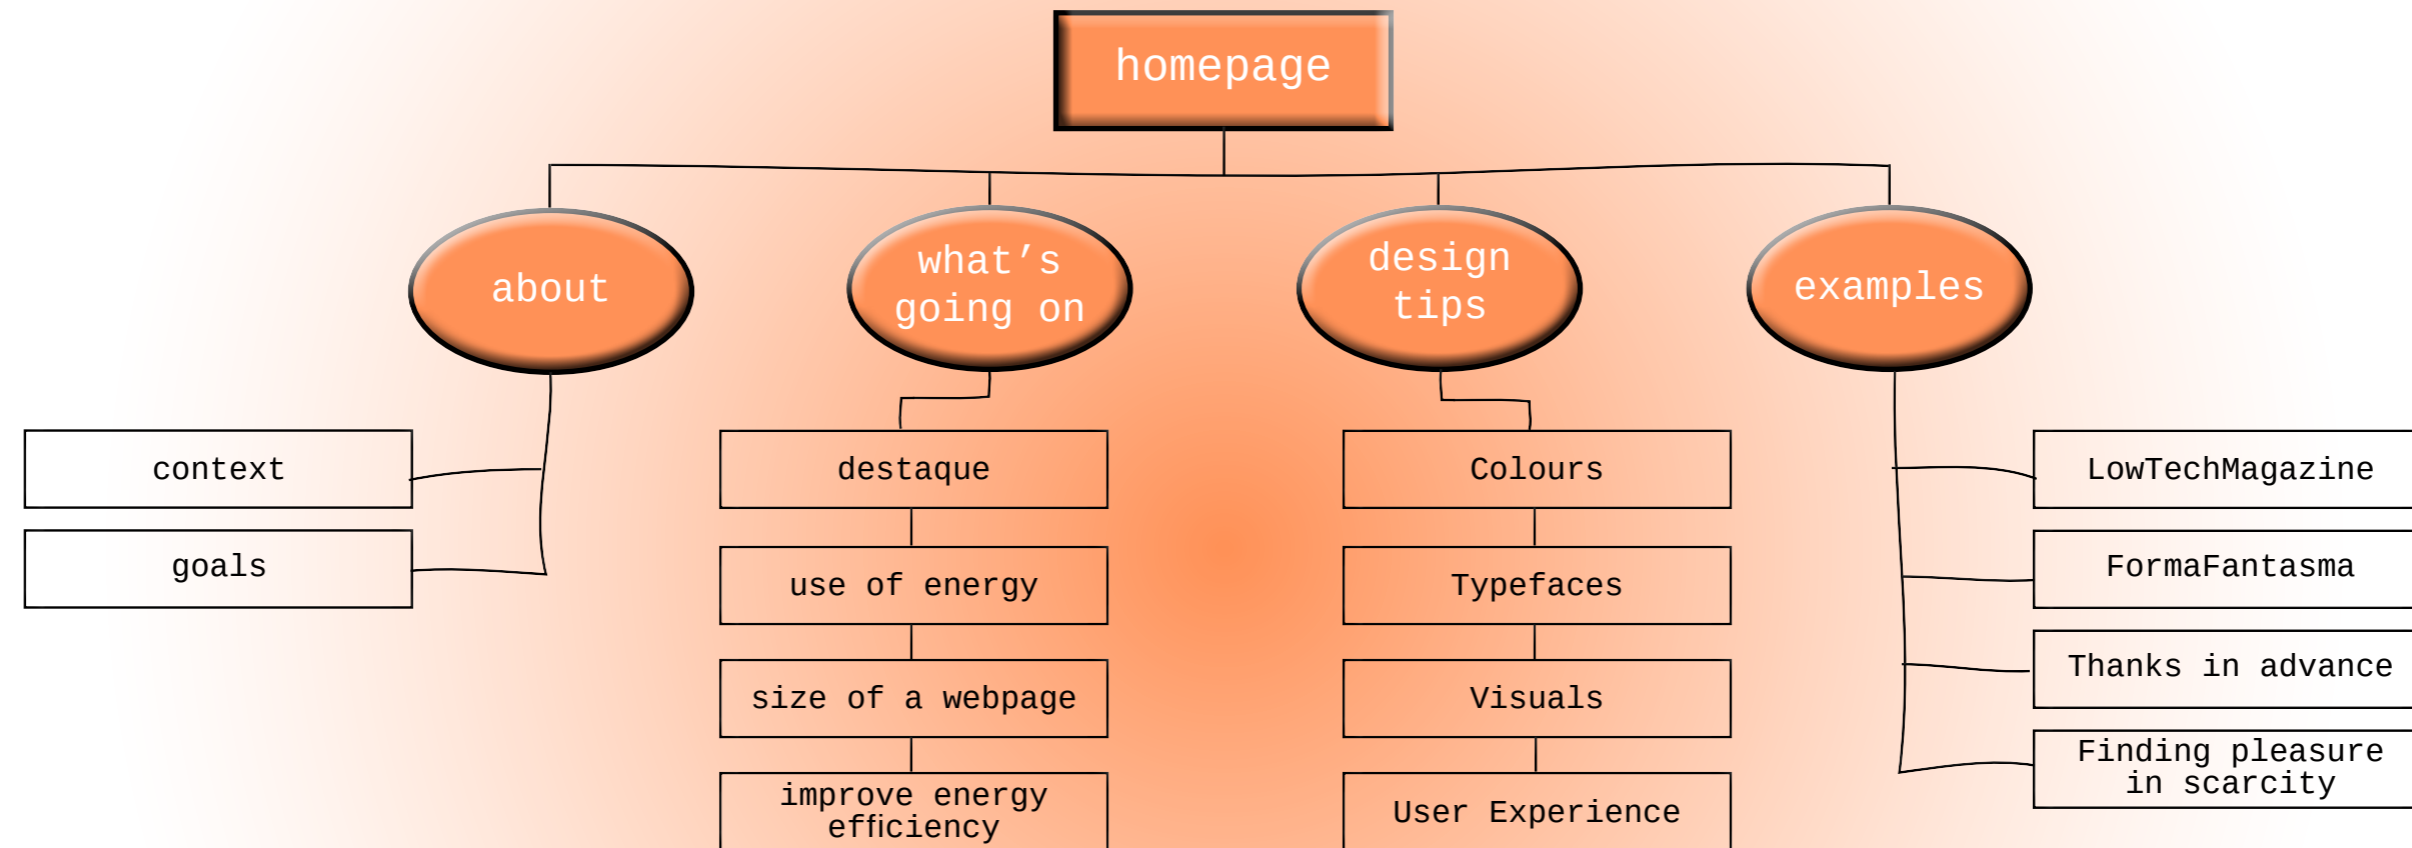 homepage
about
what’s
going on
design
tips
examples
context
goals
destaque
use of energy
size of a webpage
improve energy
efficiency
Colours
Typefaces
Visuals
User Experience
LowTechMagazine
FormaFantasma
Thanks in advance
Finding pleasure
in scarcity